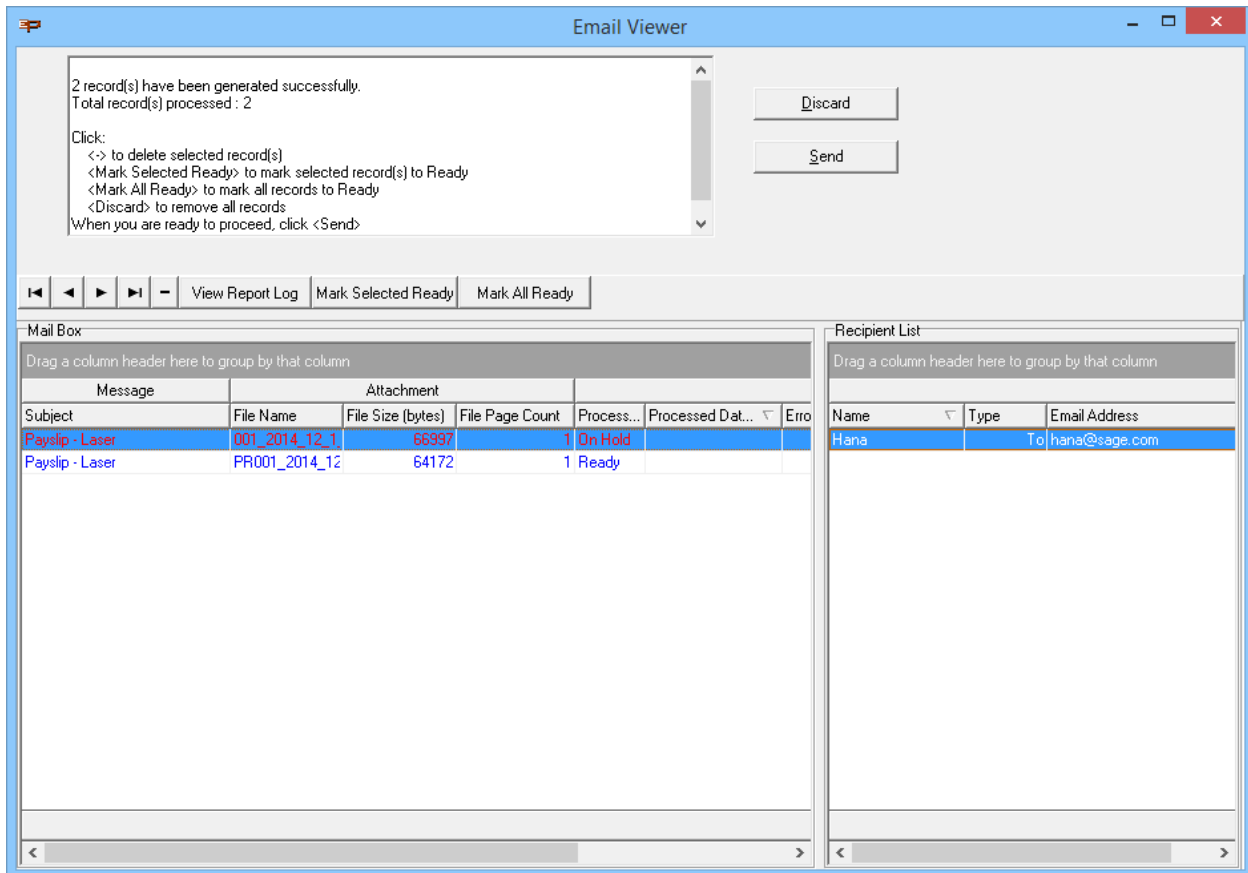 Email Viewer
2 record(s) have been generated successfully.
Total record(s) processed : 2
Click:
<-> to delete selected record(s)
<Mark Selected Ready> to mark selected record(s) to Ready
<Mark All Ready> to mark all records to Ready
<Discard> to remove all records
When you are ready to proceed, click <Send>
Discard
Send
View Report Log Mark Selected Ready Mark All Ready
Mail Box
Drag a column header here to group by that column
Message Attachment
Subject File Name File Size (bytes) File Page Count Process... Processed Dat... Erro
Payslip - Laser 001_2014_12_1_ 66997 1 On Hold
Payslip - Laser PR001_2014_12 64172 1 Ready
Recipient List
Drag a column header here to group by that column
Name Type Email Address
Hana To hana@sage.com